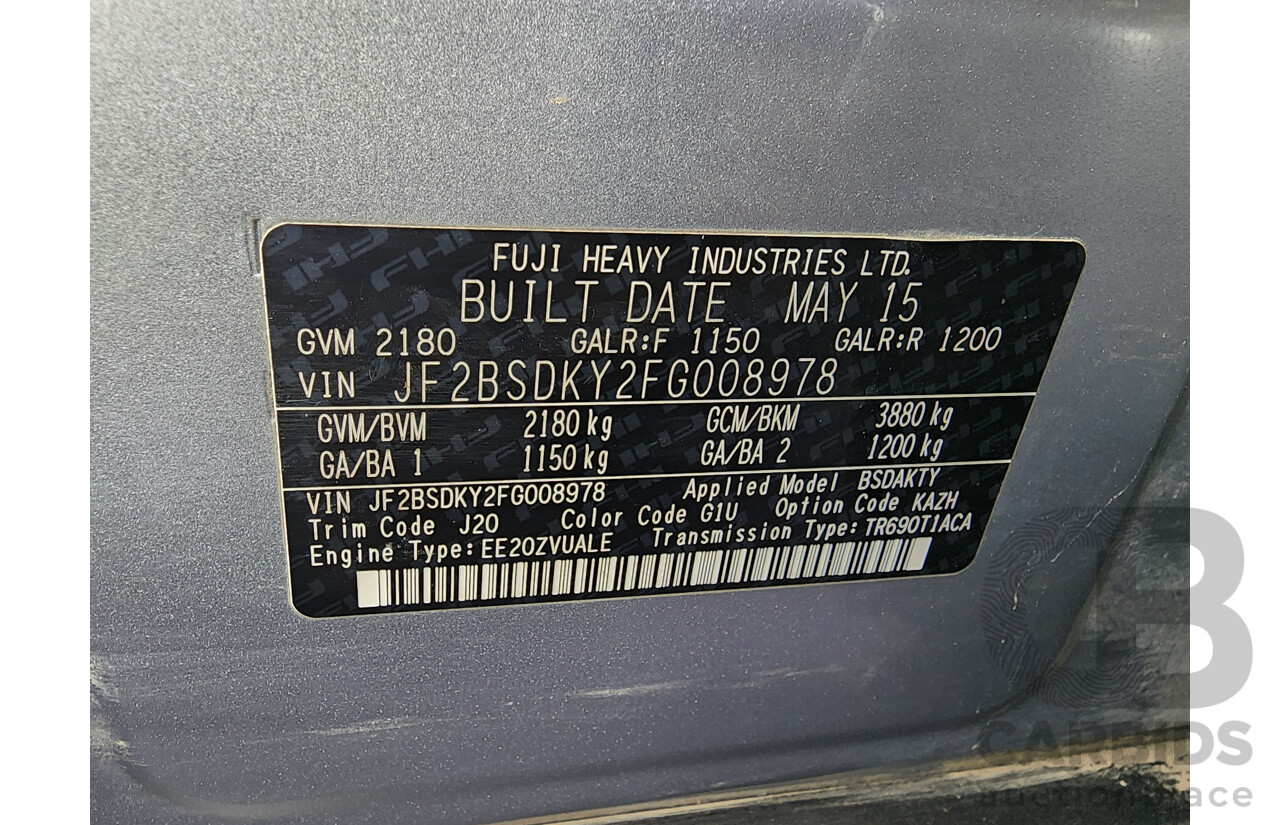 FUJI HEAVY INDUSTRIES LTD.
BUILT DATE MAY 15
GVM 2180 GALR:F 1150 GALR:R 1200
VIN JF2BSDKY2FG008978
GVM/BVM 2180 kg GCM/BKM 3880 kg
GA/BA 1 1150 kg GA/BA 2 1200 kg
VIN JF2BSDKY2FG008978 Applied Model BSDAKTY
Trim Code J20 Color Code G1U Option Code KAZH
Engine Type:EE20ZVUALE Transmission Type:TR690T1ACA
CARBIDS
auctionplace